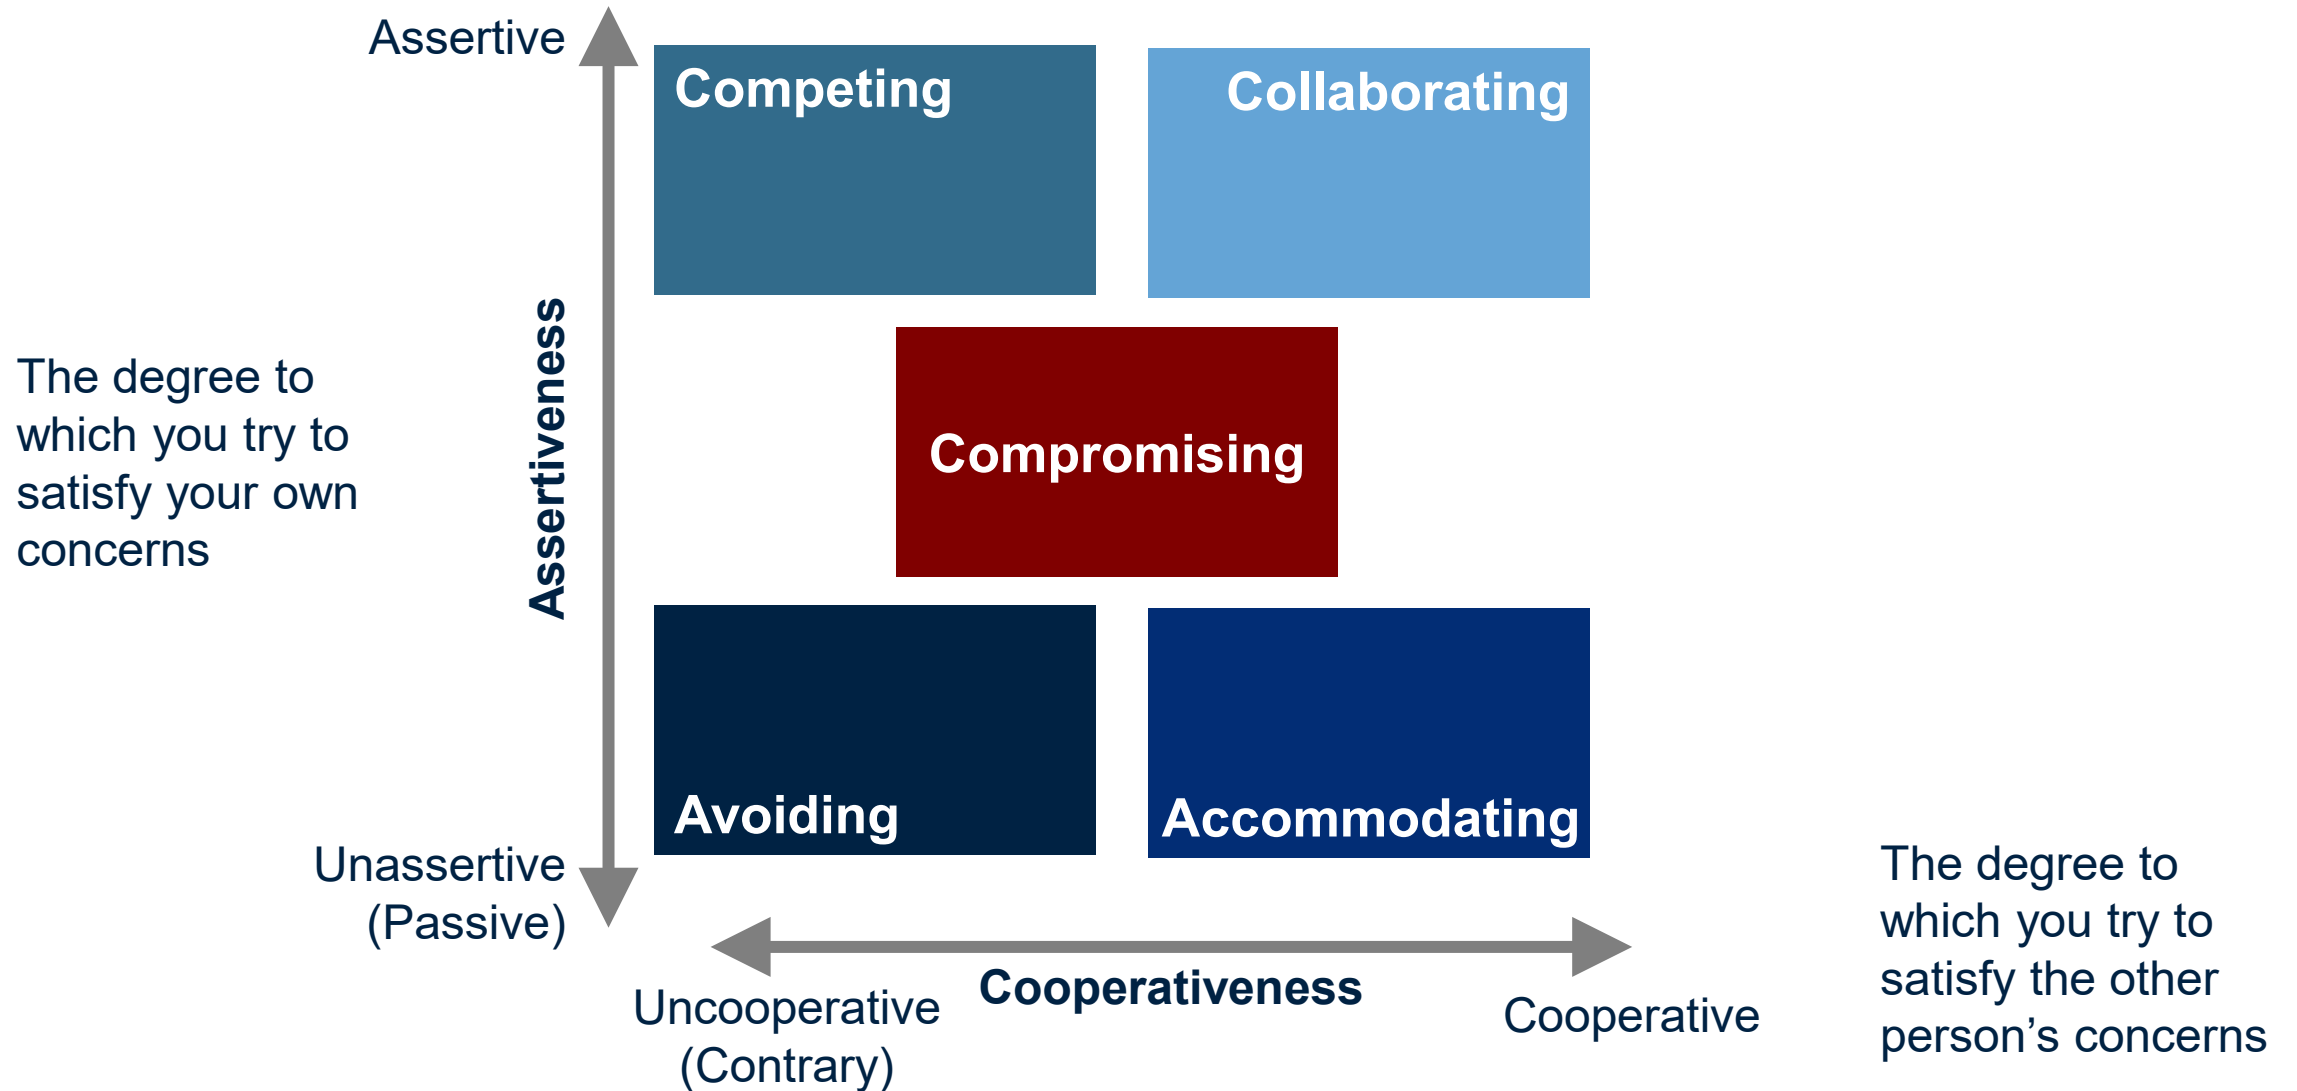 Assertive
Competing
Collaborating
The degree to
which you try to
satisfy your own
concerns
Assertiveness
Compromising
Avoiding
Accommodating
Unassertive
(Passive)
Cooperativeness
Uncooperative
(Contrary)
Cooperative
The degree to
which you try to
satisfy the other
person’s concerns